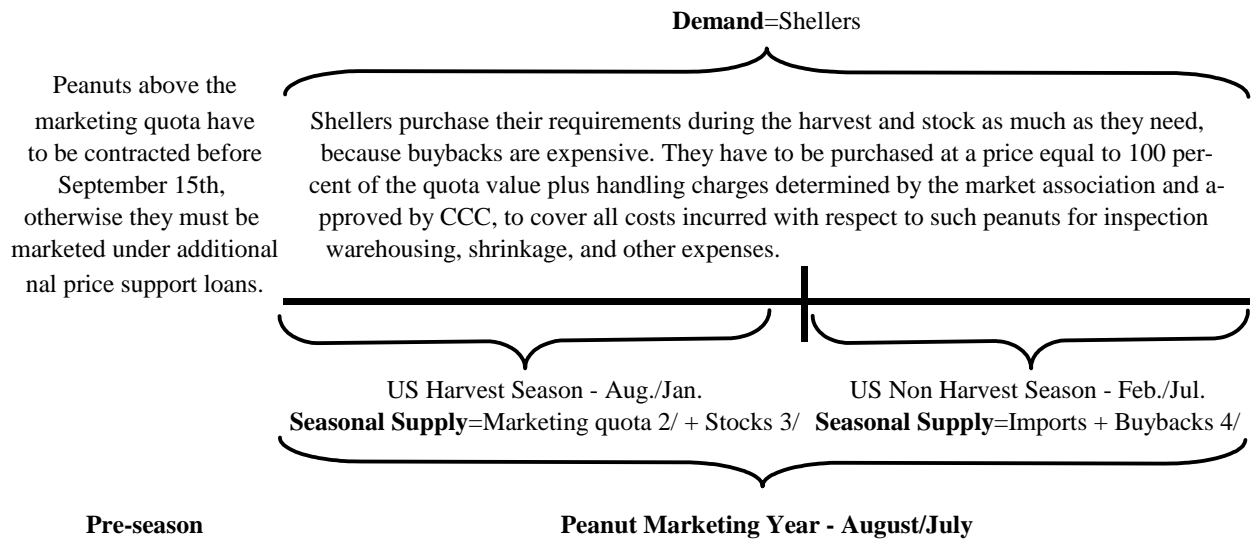 Demand=Shellers
Peanuts above the
marketing quota have
to be contracted before
September 15th,
otherwise they must be
marketed under additional
nal price support loans.
Shellers purchase their requirements during the harvest and stock as much as they need,
because buybacks are expensive. They have to be purchased at a price equal to 100 per-
cent of the quota value plus handling charges determined by the market association and a-
pproved by CCC, to cover all costs incurred with respect to such peanuts for inspection
warehousing, shrinkage, and other expenses.
US Harvest Season - Aug./Jan.
Seasonal Supply=Marketing quota 2/ + Stocks 3/
US Non Harvest Season - Feb./Jul.
Seasonal Supply=Imports + Buybacks 4/
Pre-season
Peanut Marketing Year - August/July